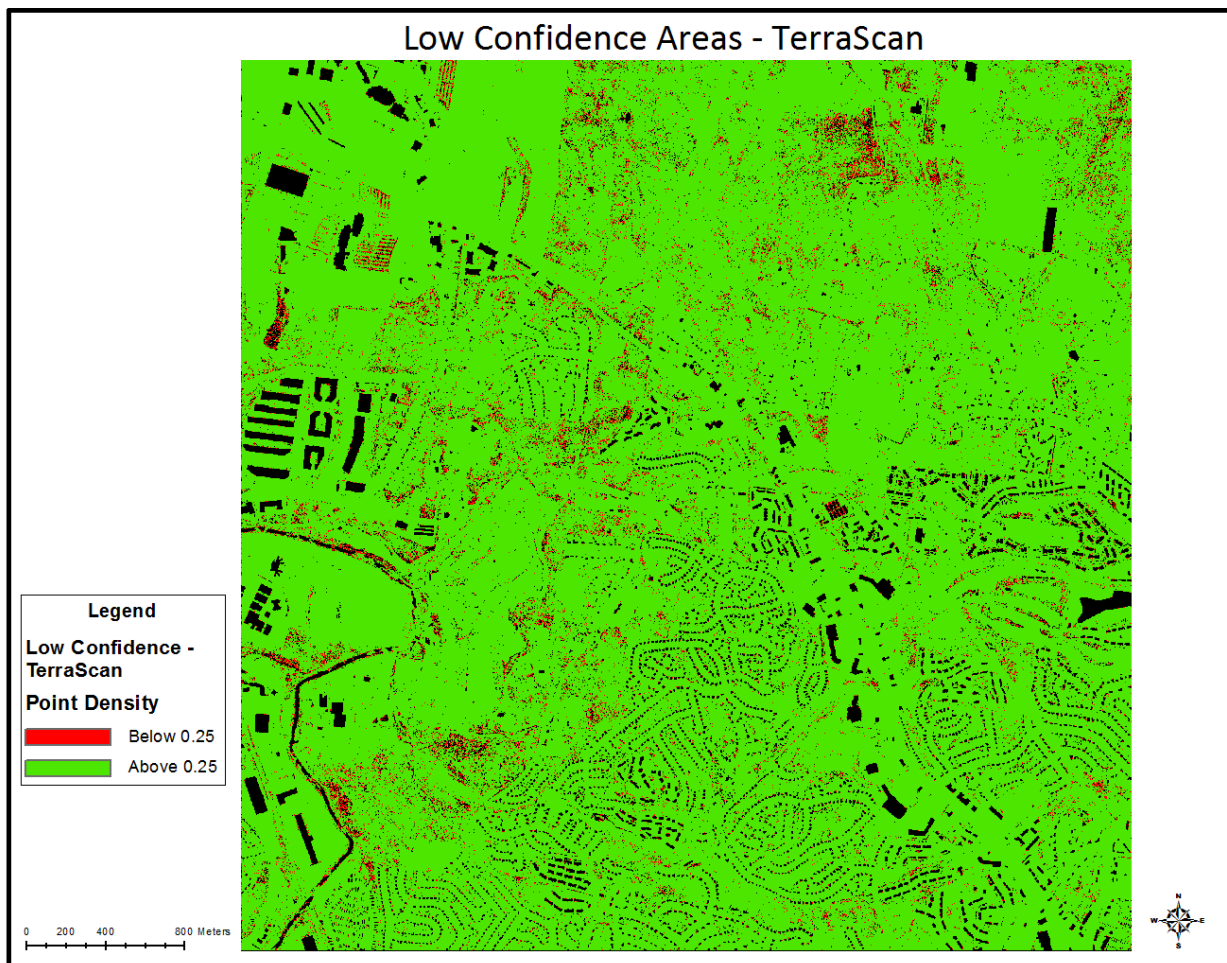 Low Confidence Areas - TerraScan
Legend
Low Confidence -
TerraScan
Point Density
Below 0.25
Above 0.25
0 200 400 800 Meters
N
W E
S